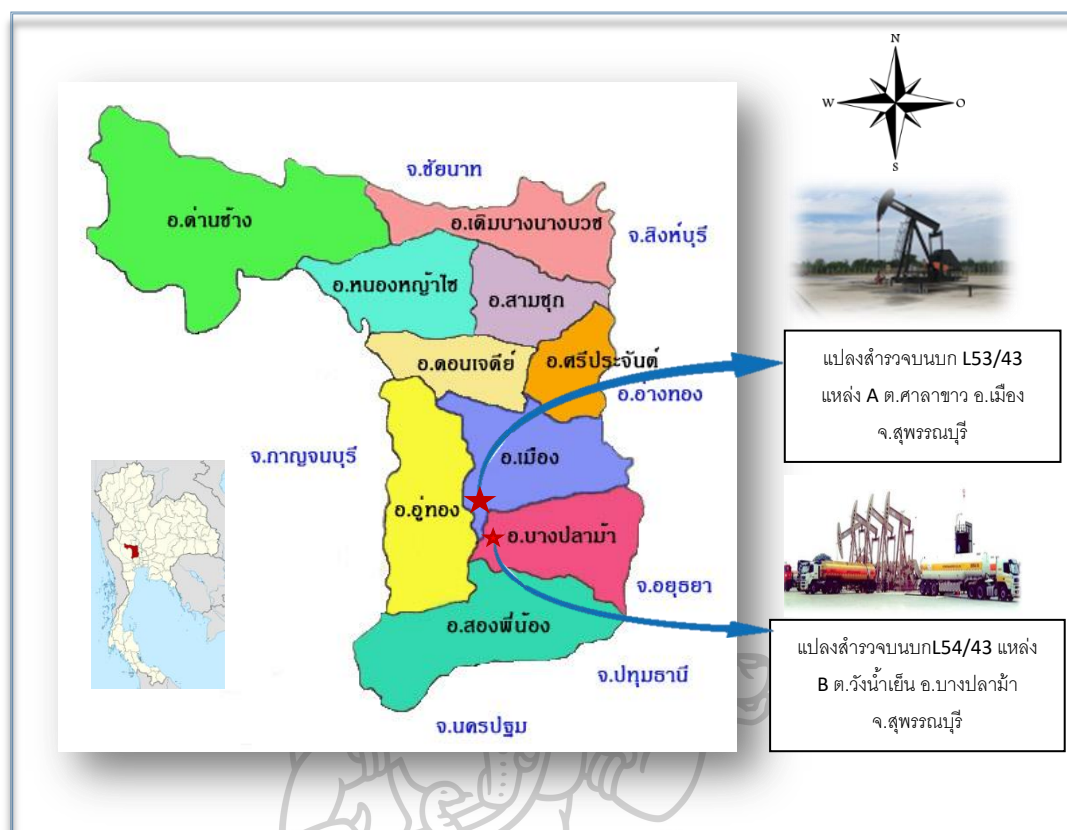 N
W
O
S
จ.ชัยนาท
อ.ด่านช้าง
อ.เดิมบางนางบวช
จ.สิงห์บุรี
อ.หนองหญ้าไซ
อ.สามชุก
อ.ดอนเจดีย์
อ.ศรีประจันต์
อ.อ่างทอง
แปลงสำรวจบนบก L53/43
แหล่ง A ต.ศาลาขาว อ.เมือง
จ.สุพรรณบุรี
จ.กาญจนบุรี
อ.เมือง
อ.อู่ทอง
อ.บางปลาม้า
จ.อยุธยา
อ.สองพี่น้อง
จ.ปทุมธานี
จ.นครปฐม
แปลงสำรวจบนบกL54/43 แหล่ง
B ต.วังน้ำเย็น อ.บางปลาม้า
จ.สุพรรณบุรี